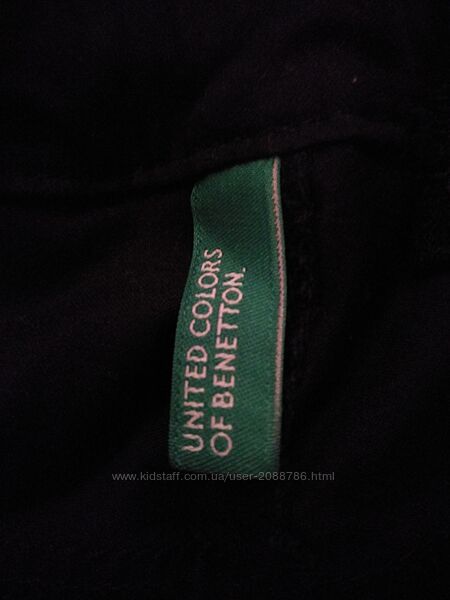 UNITED COLORS
OF BENETTON.
www.kidstaff.com.ua/user-2088786.html